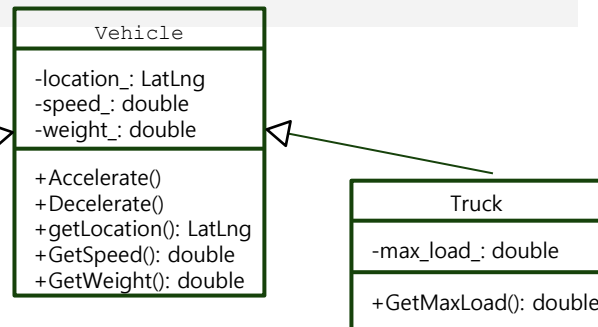 Vehicle
-location_: LatLng
-speed_: double
-weight_: double
+Accelerate()
+Decelerate()
+getLocation(): LatLng
+GetSpeed(): double
+GetWeight(): double
Truck
-max_load_: double
+GetMaxLoad(): double